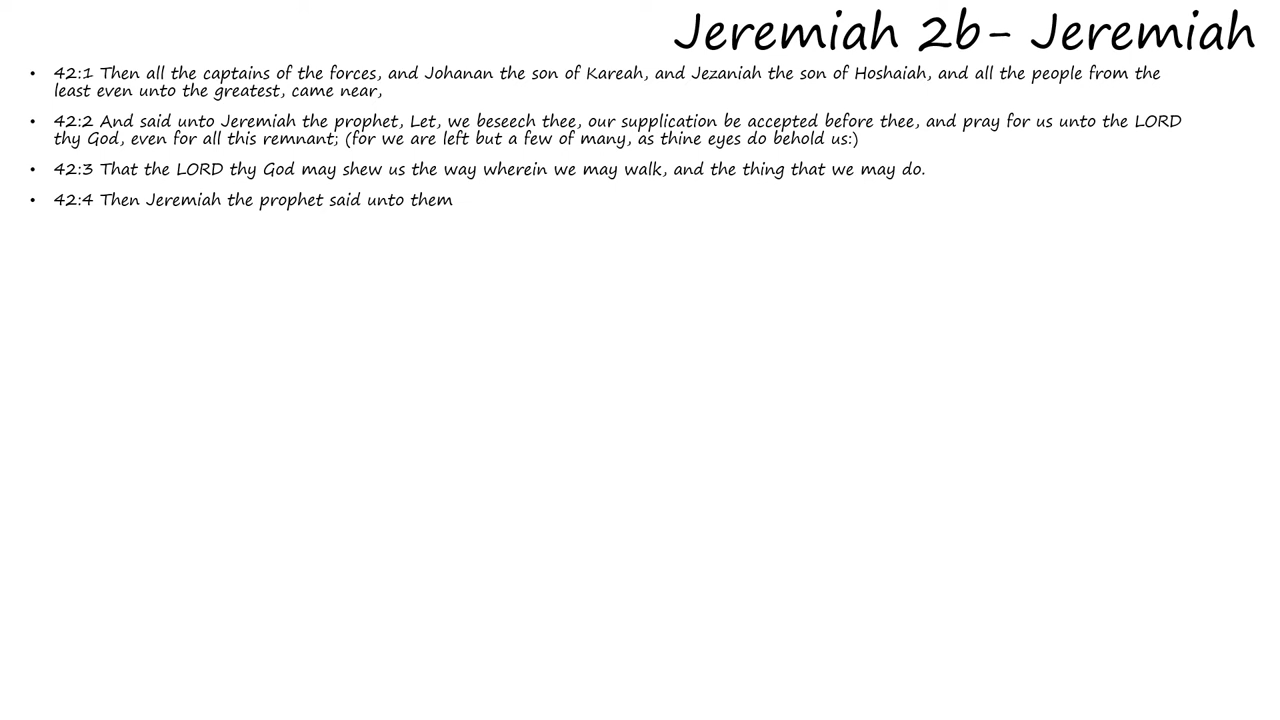 Jeremiah 2b- Jeremiah
• 42:1 Then all the captains of the forces, and Johanan the son of Kareah, and Jezaniah the son of Hoshaiah, and all the people from the
least even unto the greatest, came near,
• 42:2 And said unto Jeremiah the prophet, Let, we beseech thee, our supplication be accepted before thee, and pray for us unto the LORD
thy God, even for all this remnant; (for we are left but a few of many, as thine eyes do behold us:)
• 42:3 That the LORD thy God may shew us the way wherein we may walk, and the thing that we may do.
• 42:4 Then Jeremiah the prophet said unto them